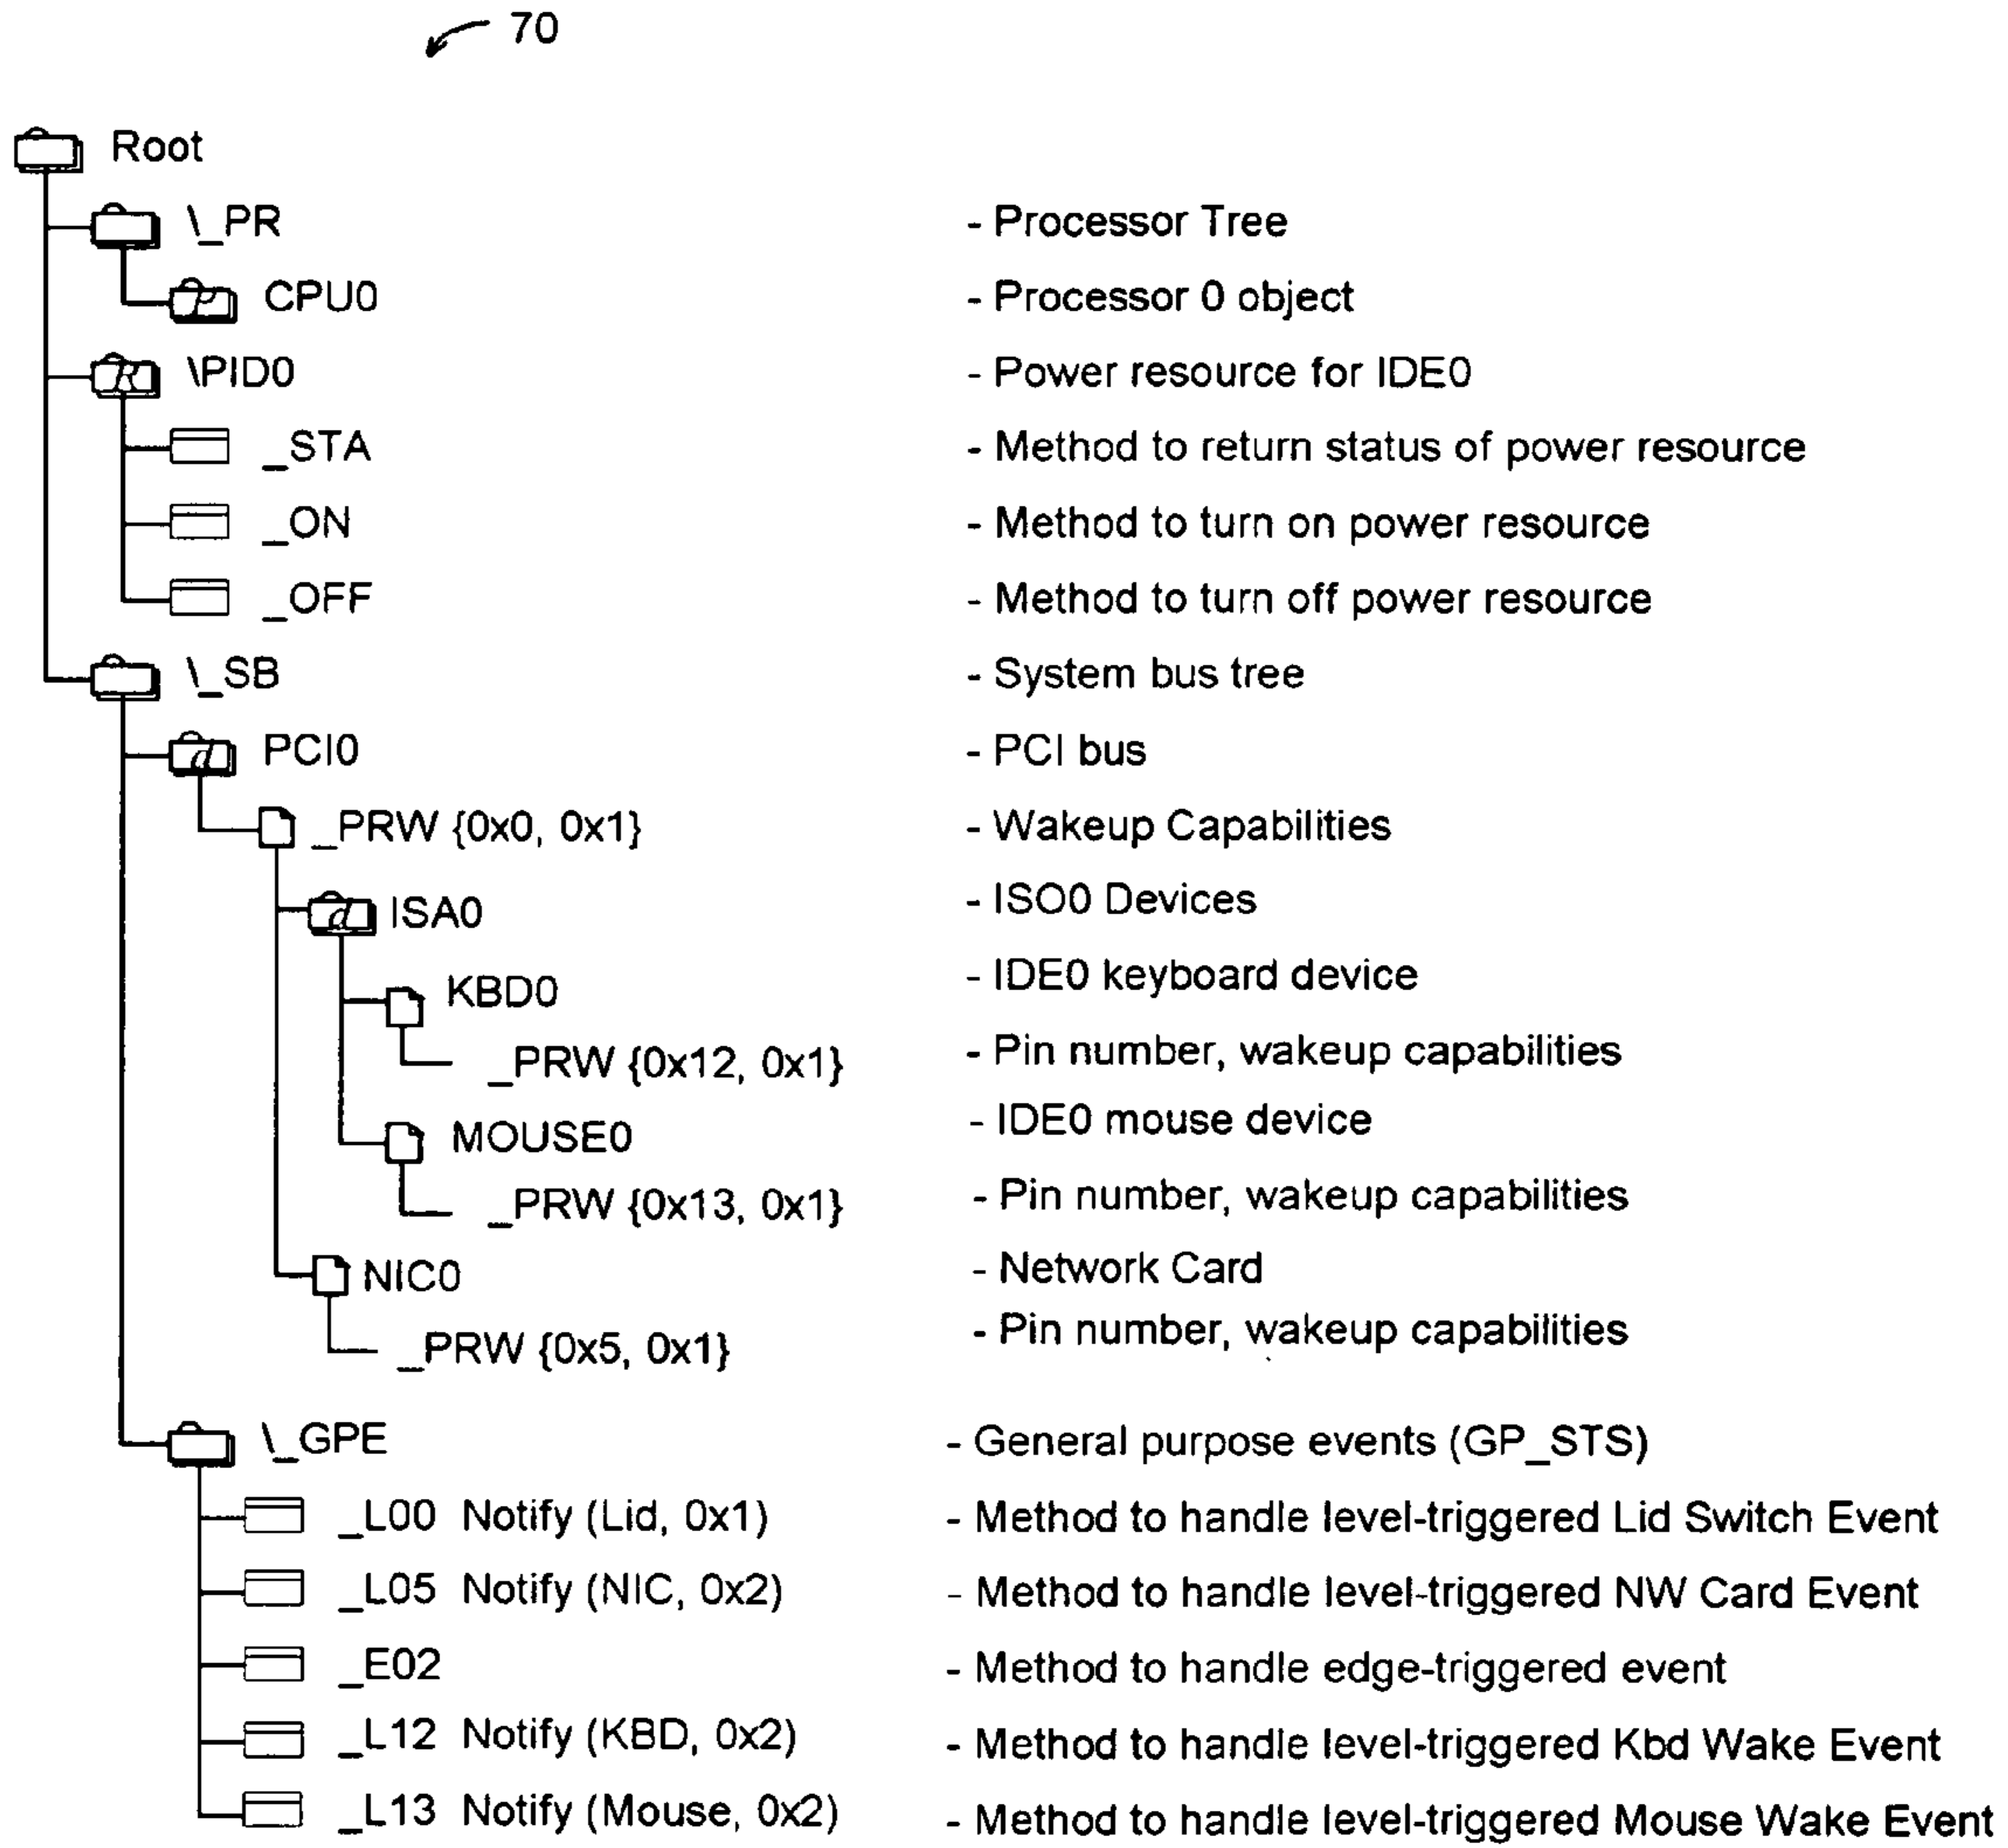 70
Root
\_PR - Processor Tree
CPU0 - Processor 0 object
\PID0 - Power resource for IDE0
_STA - Method to return status of power resource
_ON - Method to turn on power resource
_OFF - Method to turn off power resource
\_SB - System bus tree
PCI0 - PCI bus
_PRW {0x0, 0x1} - Wakeup Capabilities
ISA0 - ISO0 Devices
KBD0 - IDE0 keyboard device
_PRW {0x12, 0x1} - Pin number, wakeup capabilities
MOUSE0 - IDE0 mouse device
_PRW {0x13, 0x1} - Pin number, wakeup capabilities
NIC0 - Network Card
_PRW {0x5, 0x1} - Pin number, wakeup capabilities
\_GPE - General purpose events (GP_STS)
_L00 Notify (Lid, 0x1) - Method to handle level-triggered Lid Switch Event
_L05 Notify (NIC, 0x2) - Method to handle level-triggered NW Card Event
_E02 - Method to handle edge-triggered event
_L12 Notify (KBD, 0x2) - Method to handle level-triggered Kbd Wake Event
_L13 Notify (Mouse, 0x2) - Method to handle level-triggered Mouse Wake Event